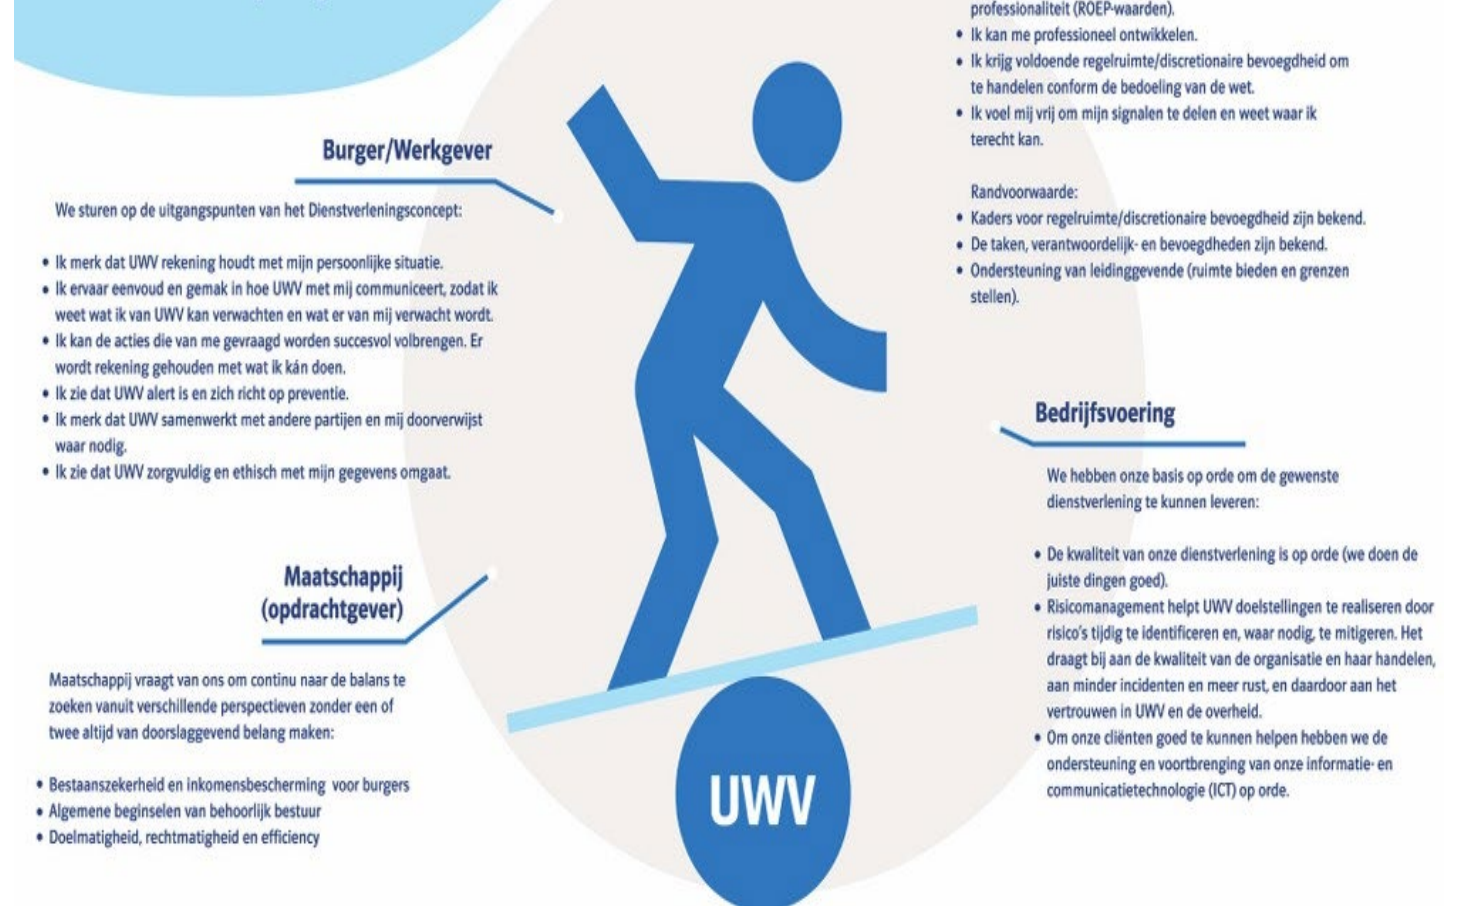 Burger/Werkgever
We sturen op de uitgangspunten van het Dienstverleningsconcept:
• Ik merk dat UWV rekening houdt met mijn persoonlijke situatie.
• Ik ervaar eenvoud en gemak in hoe UWV met mij communiceert, zodat ik
weet wat ik van UWV kan verwachten en wat er van mij verwacht wordt.
• Ik kan de acties die van me gevraagd worden succesvol volbrengen. Er
wordt rekening gehouden met wat ik kán doen.
• Ik zie dat UWV alert is en zich richt op preventie.
• Ik merk dat UWV samenwerkt met andere partijen en mij doorverwijst
waar nodig.
• Ik zie dat UWV zorgvuldig en ethisch met mijn gegevens omgaat.
Maatschappij
(opdrachtgever)
Maatschappij vraagt van ons om continu naar de balans te
zoeken vanuit verschillende perspectieven zonder een of
twee altijd van doorslaggevend belang maken:
• Bestaanszekerheid en inkomensbescherming voor burgers
• Algemene beginselen van behoorlijk bestuur
• Doelmatigheid, rechtmatigheid en efficiency
professionaliteit (ROEP-waarden).
• Ik kan me professioneel ontwikkelen.
• Ik krijg voldoende regelruimte/discretionaire bevoegdheid om
te handelen conform de bedoeling van de wet.
• Ik voel mij vrij om mijn signalen te delen en weet waar ik
terecht kan.
Randvoorwaarde:
• Kaders voor regelruimte/discretionaire bevoegdheid zijn bekend.
• De taken, verantwoordelijk- en bevoegdheden zijn bekend.
• Ondersteuning van leidinggevende (ruimte bieden en grenzen
stellen).
Bedrijfsvoering
We hebben onze basis op orde om de gewenste
dienstverlening te kunnen leveren:
• De kwaliteit van onze dienstverlening is op orde (we doen de
juiste dingen goed).
• Risicomanagement helpt UWV doelstellingen te realiseren door
risico's tijdig te identificeren en, waar nodig, te mitigeren. Het
draagt bij aan de kwaliteit van de organisatie en haar handelen,
aan minder incidenten en meer rust, en daardoor aan het
vertrouwen in UWV en de overheid.
• Om onze cliënten goed te kunnen helpen hebben we de
ondersteuning en voortbrenging van onze informatie- en
communicatietechnologie (ICT) op orde.
UWV